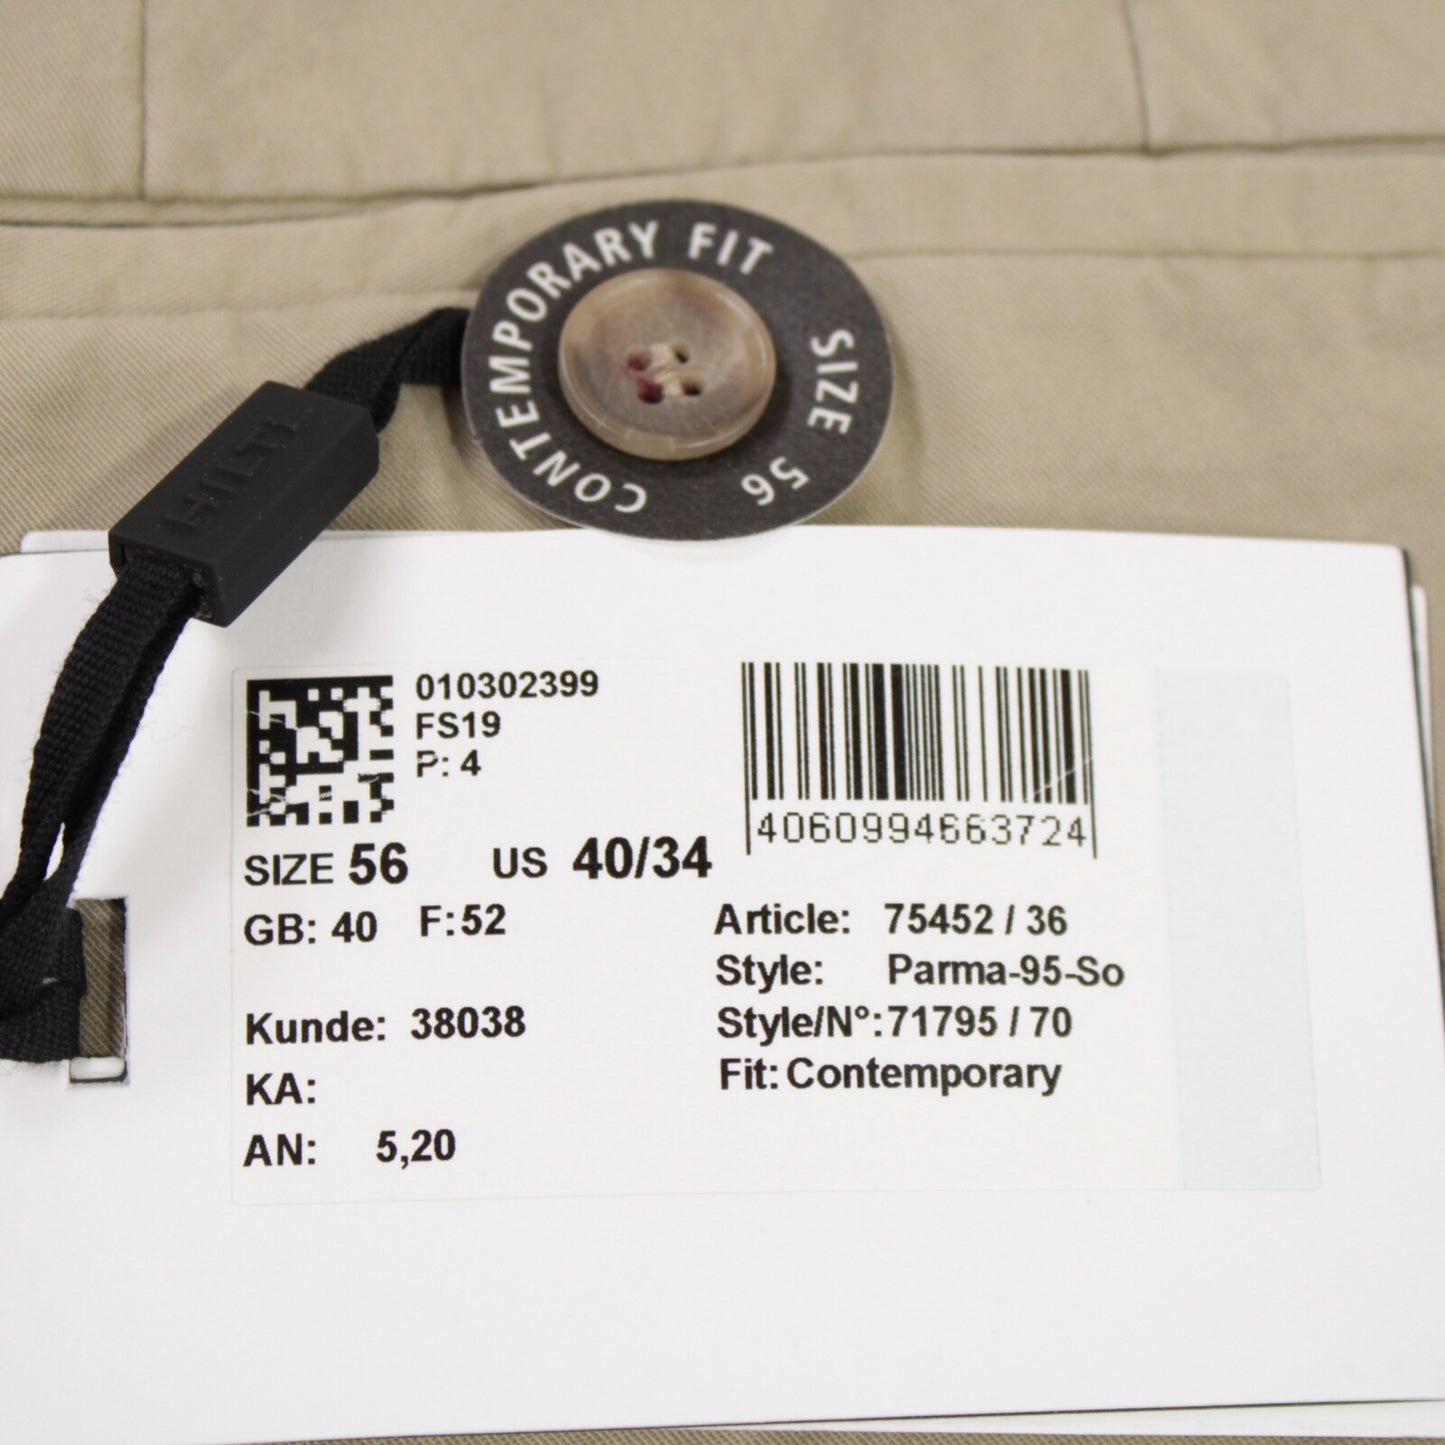 CONTEMPORARY FIT
SIZE 56
HILTL
010302399
FS19
P: 4
4060994663724
SIZE 56 US 40/34
GB: 40 F:52
Kunde: 38038
KA:
AN: 5,20
Article: 75452 / 36
Style: Parma-95-So
Style/N°: 71795 / 70
Fit: Contemporary